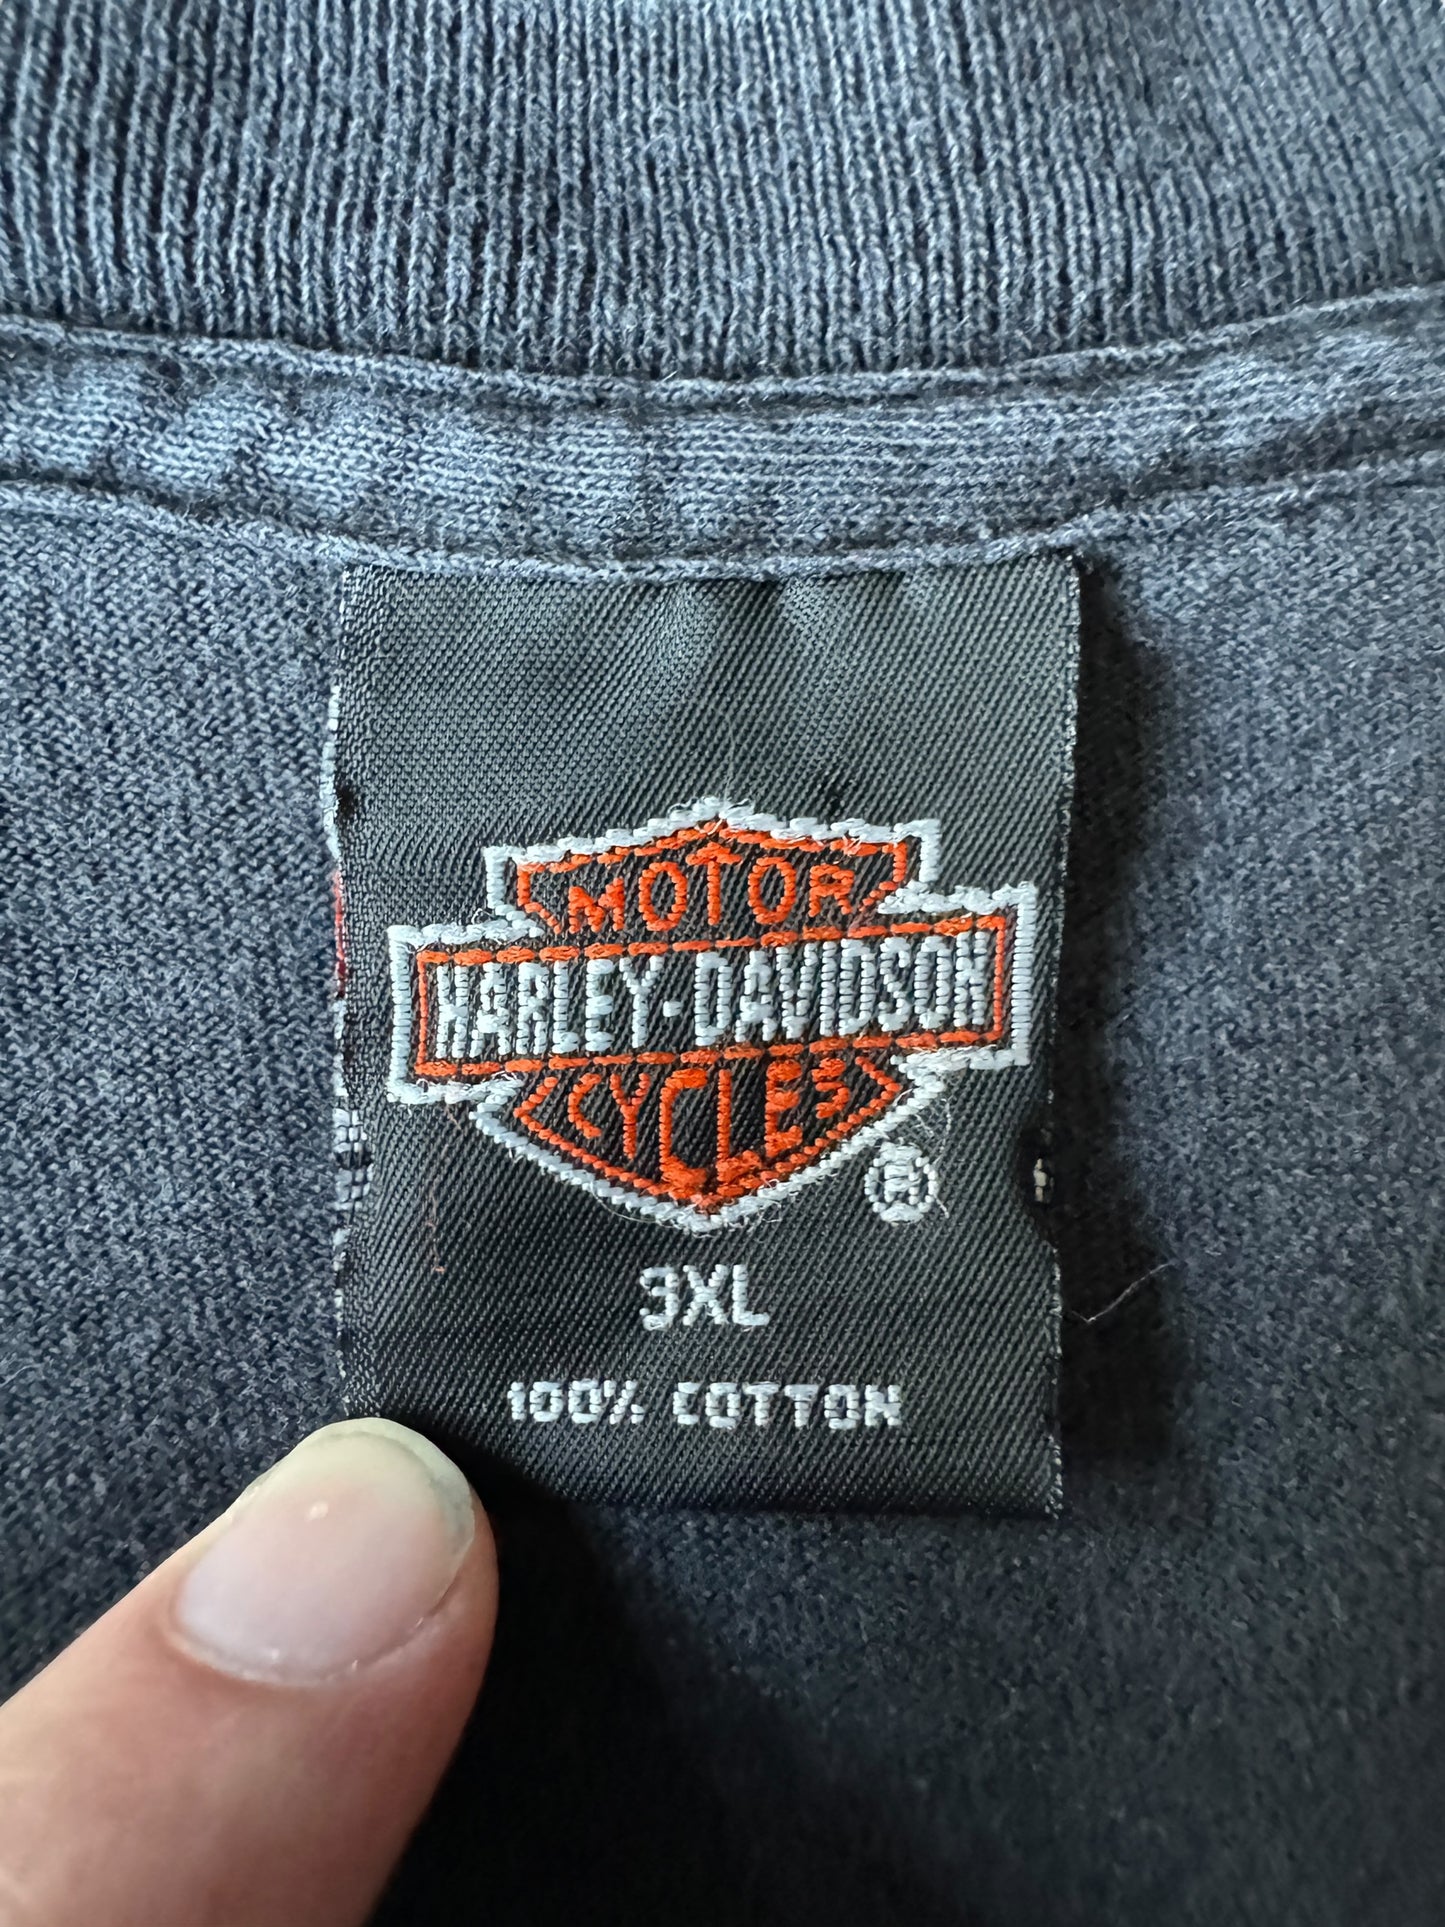 MOTOR
HARLEY-DAVIDSON
CYCLES
®
3XL
100% COTTON